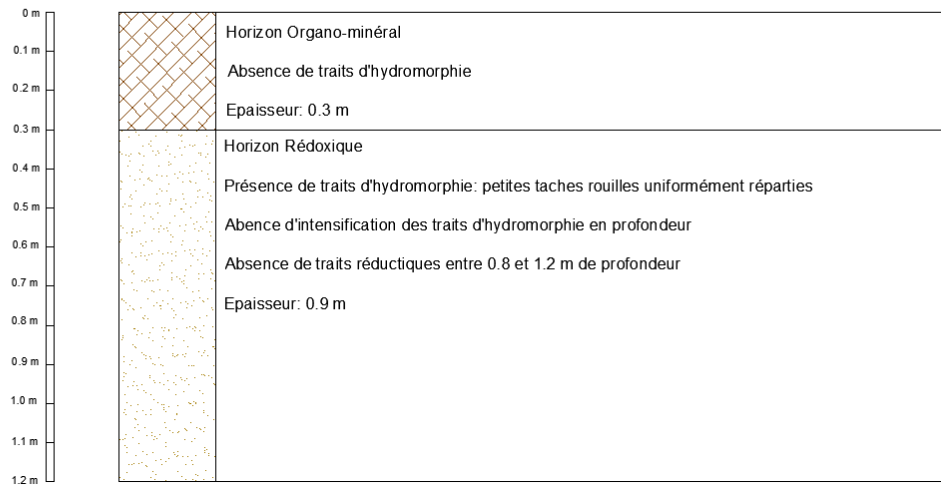 0 m
0.1 m
0.2 m
0.3 m
0.4 m
0.5 m
0.6 m
0.7 m
0.8 m
0.9 m
1.0 m
1.1 m
1.2 m
Horizon Organo-minéral
Absence de traits d'hydromorphie
Epaisseur: 0.3 m
Horizon Rédoxique
Présence de traits d'hydromorphie: petites taches rouilles uniformément réparties
Abence d'intensification des traits d'hydromorphie en profondeur
Absence de traits réductiques entre 0.8 et 1.2 m de profondeur
Epaisseur: 0.9 m